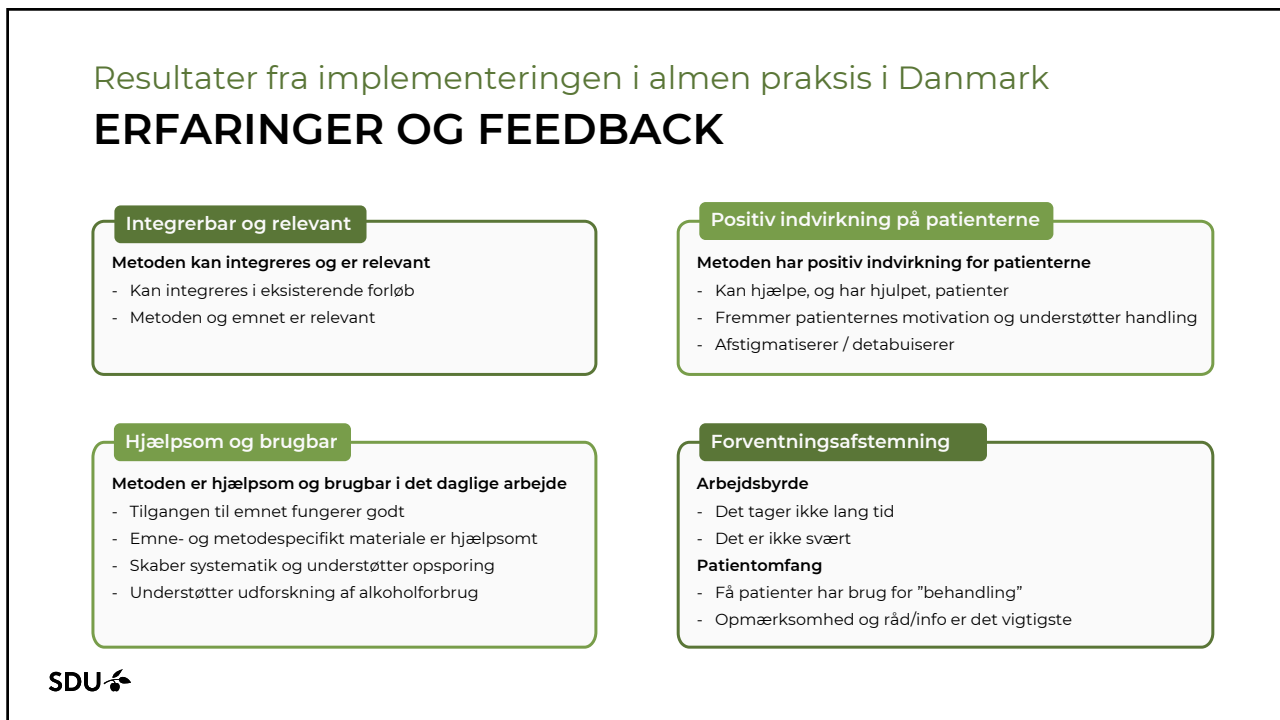 Resultater fra implementeringen i almen praksis i Danmark
ERFARINGER OG FEEDBACK
Integrerbar og relevant
Metoden kan integreres og er relevant
- Kan integreres i eksisterende forløb
- Metoden og emnet er relevant
Positiv indvirkning på patienterne
Metoden har positiv indvirkning for patienterne
- Kan hjælpe, og har hjulpet, patienter
- Fremmer patienternes motivation og understøtter handling
- Afstigmatiserer / detabuiserer
Hjælpsom og brugbar
Metoden er hjælpsom og brugbar i det daglige arbejde
- Tilgangen til emnet fungerer godt
- Emne- og metodespecifikt materiale er hjælpsomt
- Skaber systematik og understøtter opsporing
- Understøtter udforskning af alkoholforbrug
Forventningsafstemning
Arbejdsbyrde
- Det tager ikke lang tid
- Det er ikke svært
Patientomfang
- Få patienter har brug for ”behandling”
- Opmærksomhed og råd/info er det vigtigste
SDU